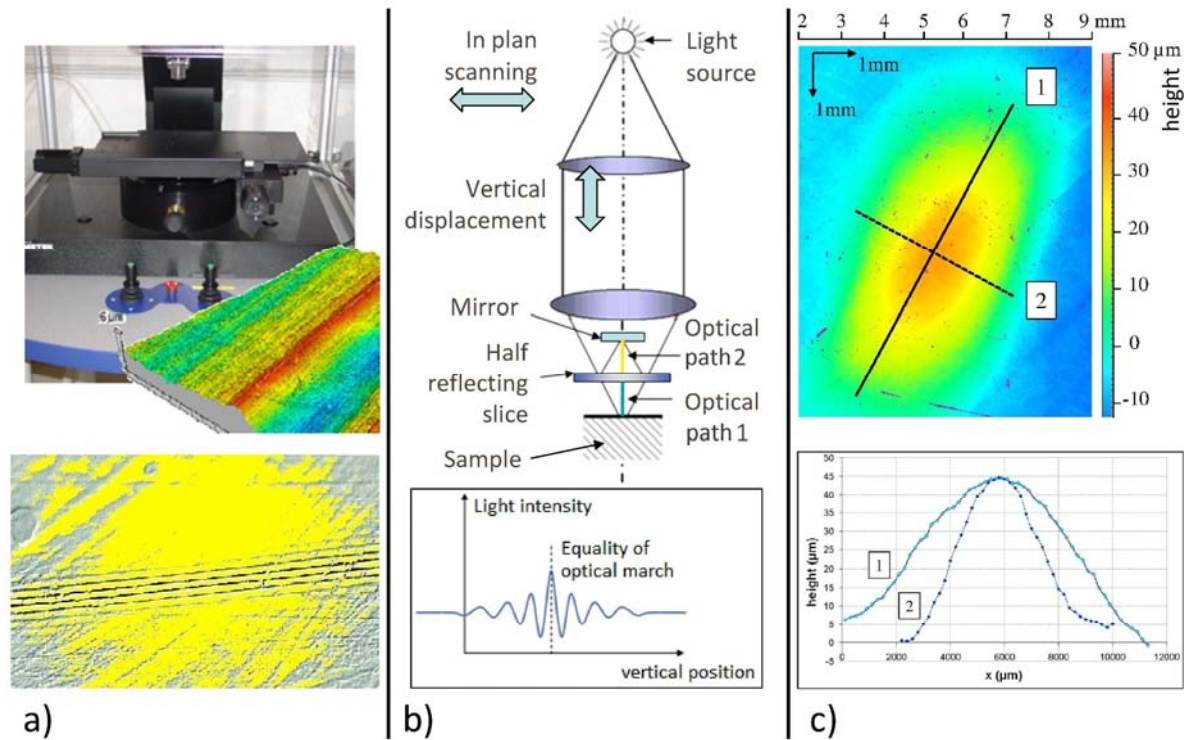 6 µm
a)
In plan
scanning
Light
source
Vertical
displacement
Mirror
Half
reflecting
slice
Optical
path 2
Optical
path 1
Sample
Light intensity
Equality of
optical march
vertical position
b)
2 3 4 5 6 7 8 9 mm
1mm
1mm
1
2
50 µm
40
30
20
10
0
-10
height
50
45
40
35
30
25
20
15
10
5
0
-5
height (µm)
1
2
0 2000 4000 6000 8000 10000 12000
x (µm)
c)